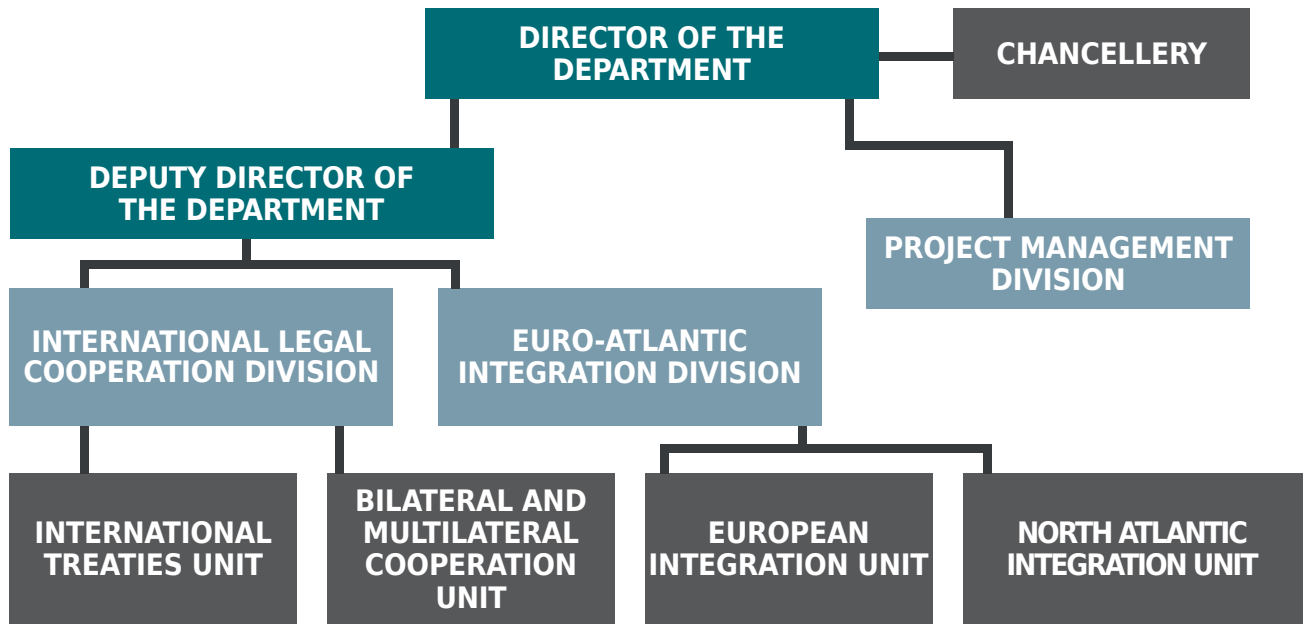 DIRECTOR OF THE
DEPARTMENT
CHANCELLERY
DEPUTY DIRECTOR OF
THE DEPARTMENT
PROJECT MANAGEMENT
DIVISION
INTERNATIONAL LEGAL
COOPERATION DIVISION
EURO-ATLANTIC
INTEGRATION DIVISION
INTERNATIONAL
TREATIES UNIT
BILATERAL AND
MULTILATERAL
COOPERATION
UNIT
EUROPEAN
INTEGRATION UNIT
NORTH ATLANTIC
INTEGRATION UNIT